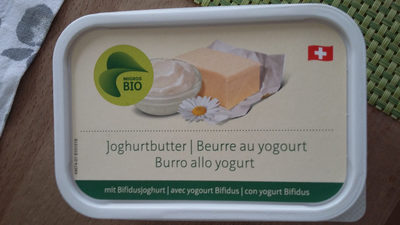 MIGROS
BIO
Joghurtbutter | Beurre au yogourt
Burro allo yogurt
mit Bifidusjoghurt | avec yogourt Bifidus | con yogurt Bifidus